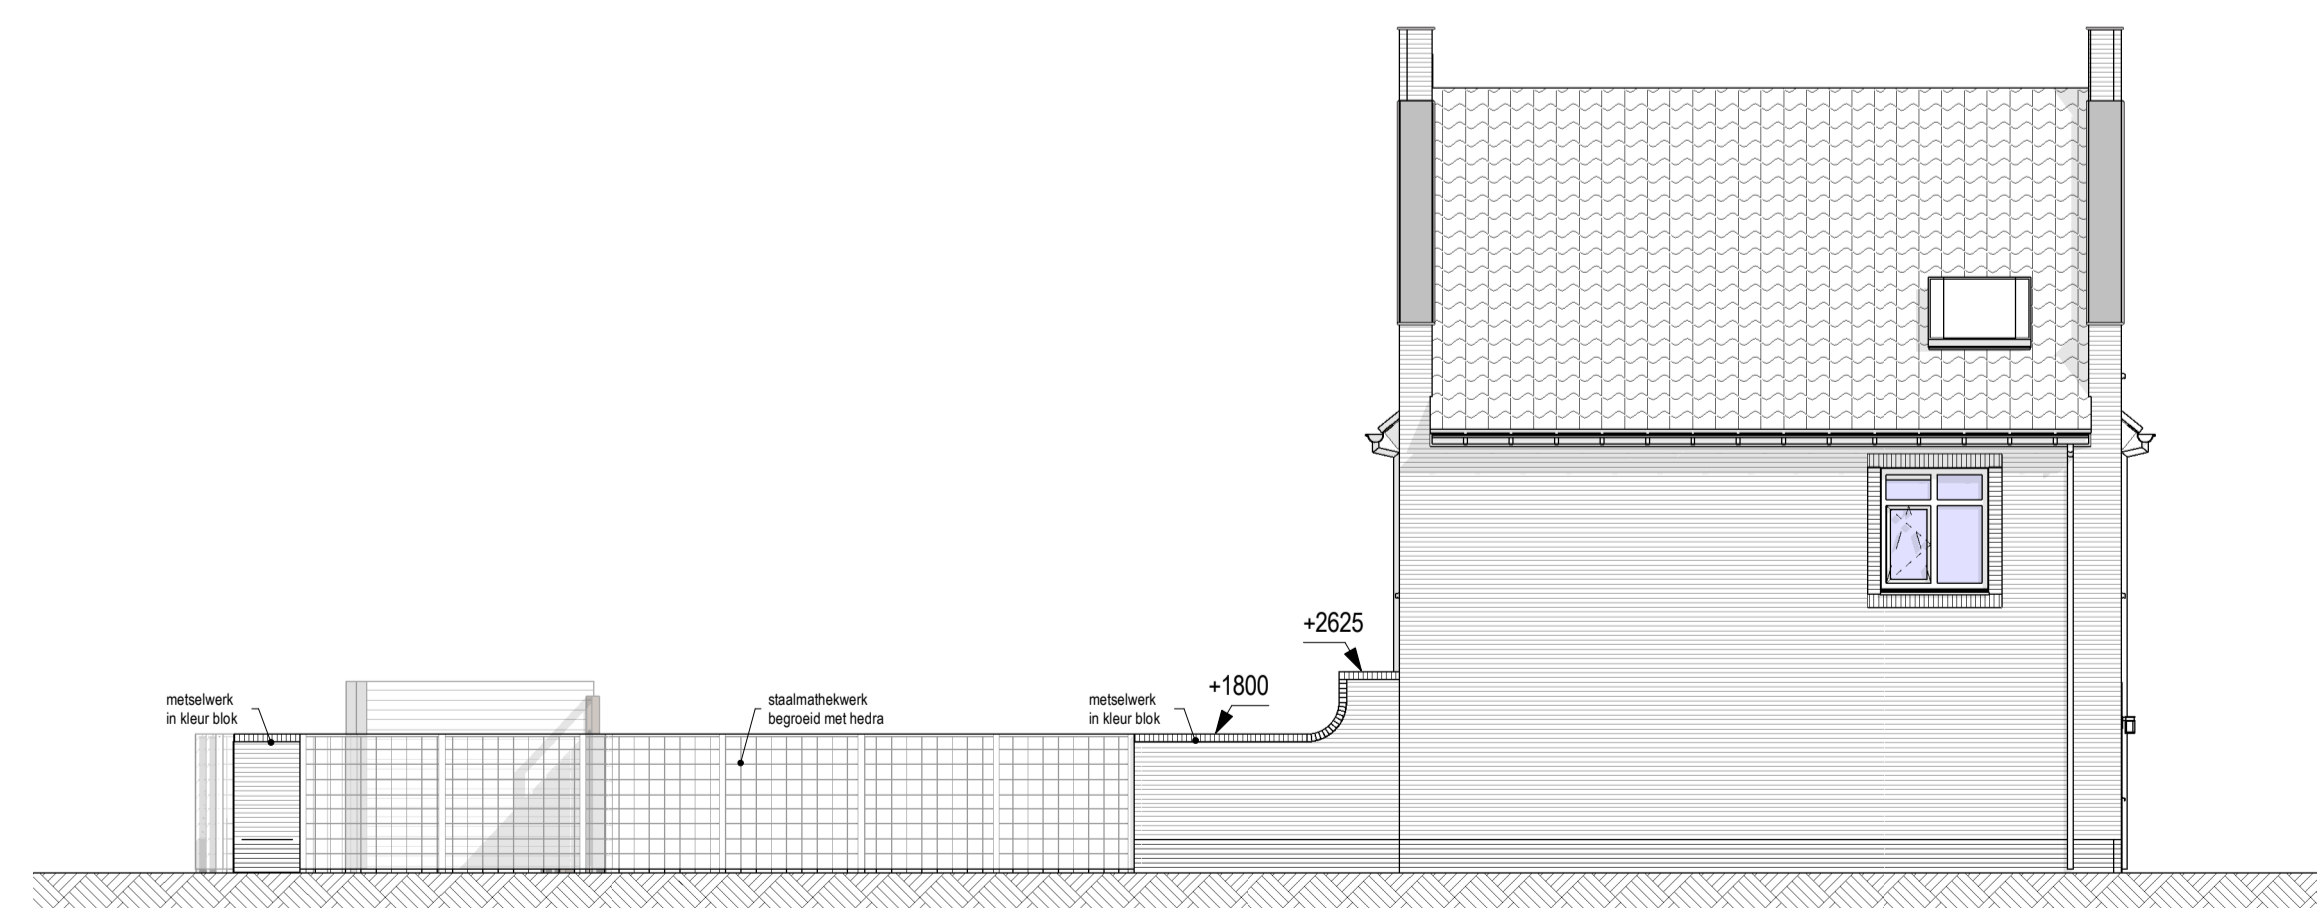 +2625
+1800
metselwerk
in kleur blok
staalmathekwerk
begroeid met hedra
metselwerk
in kleur blok